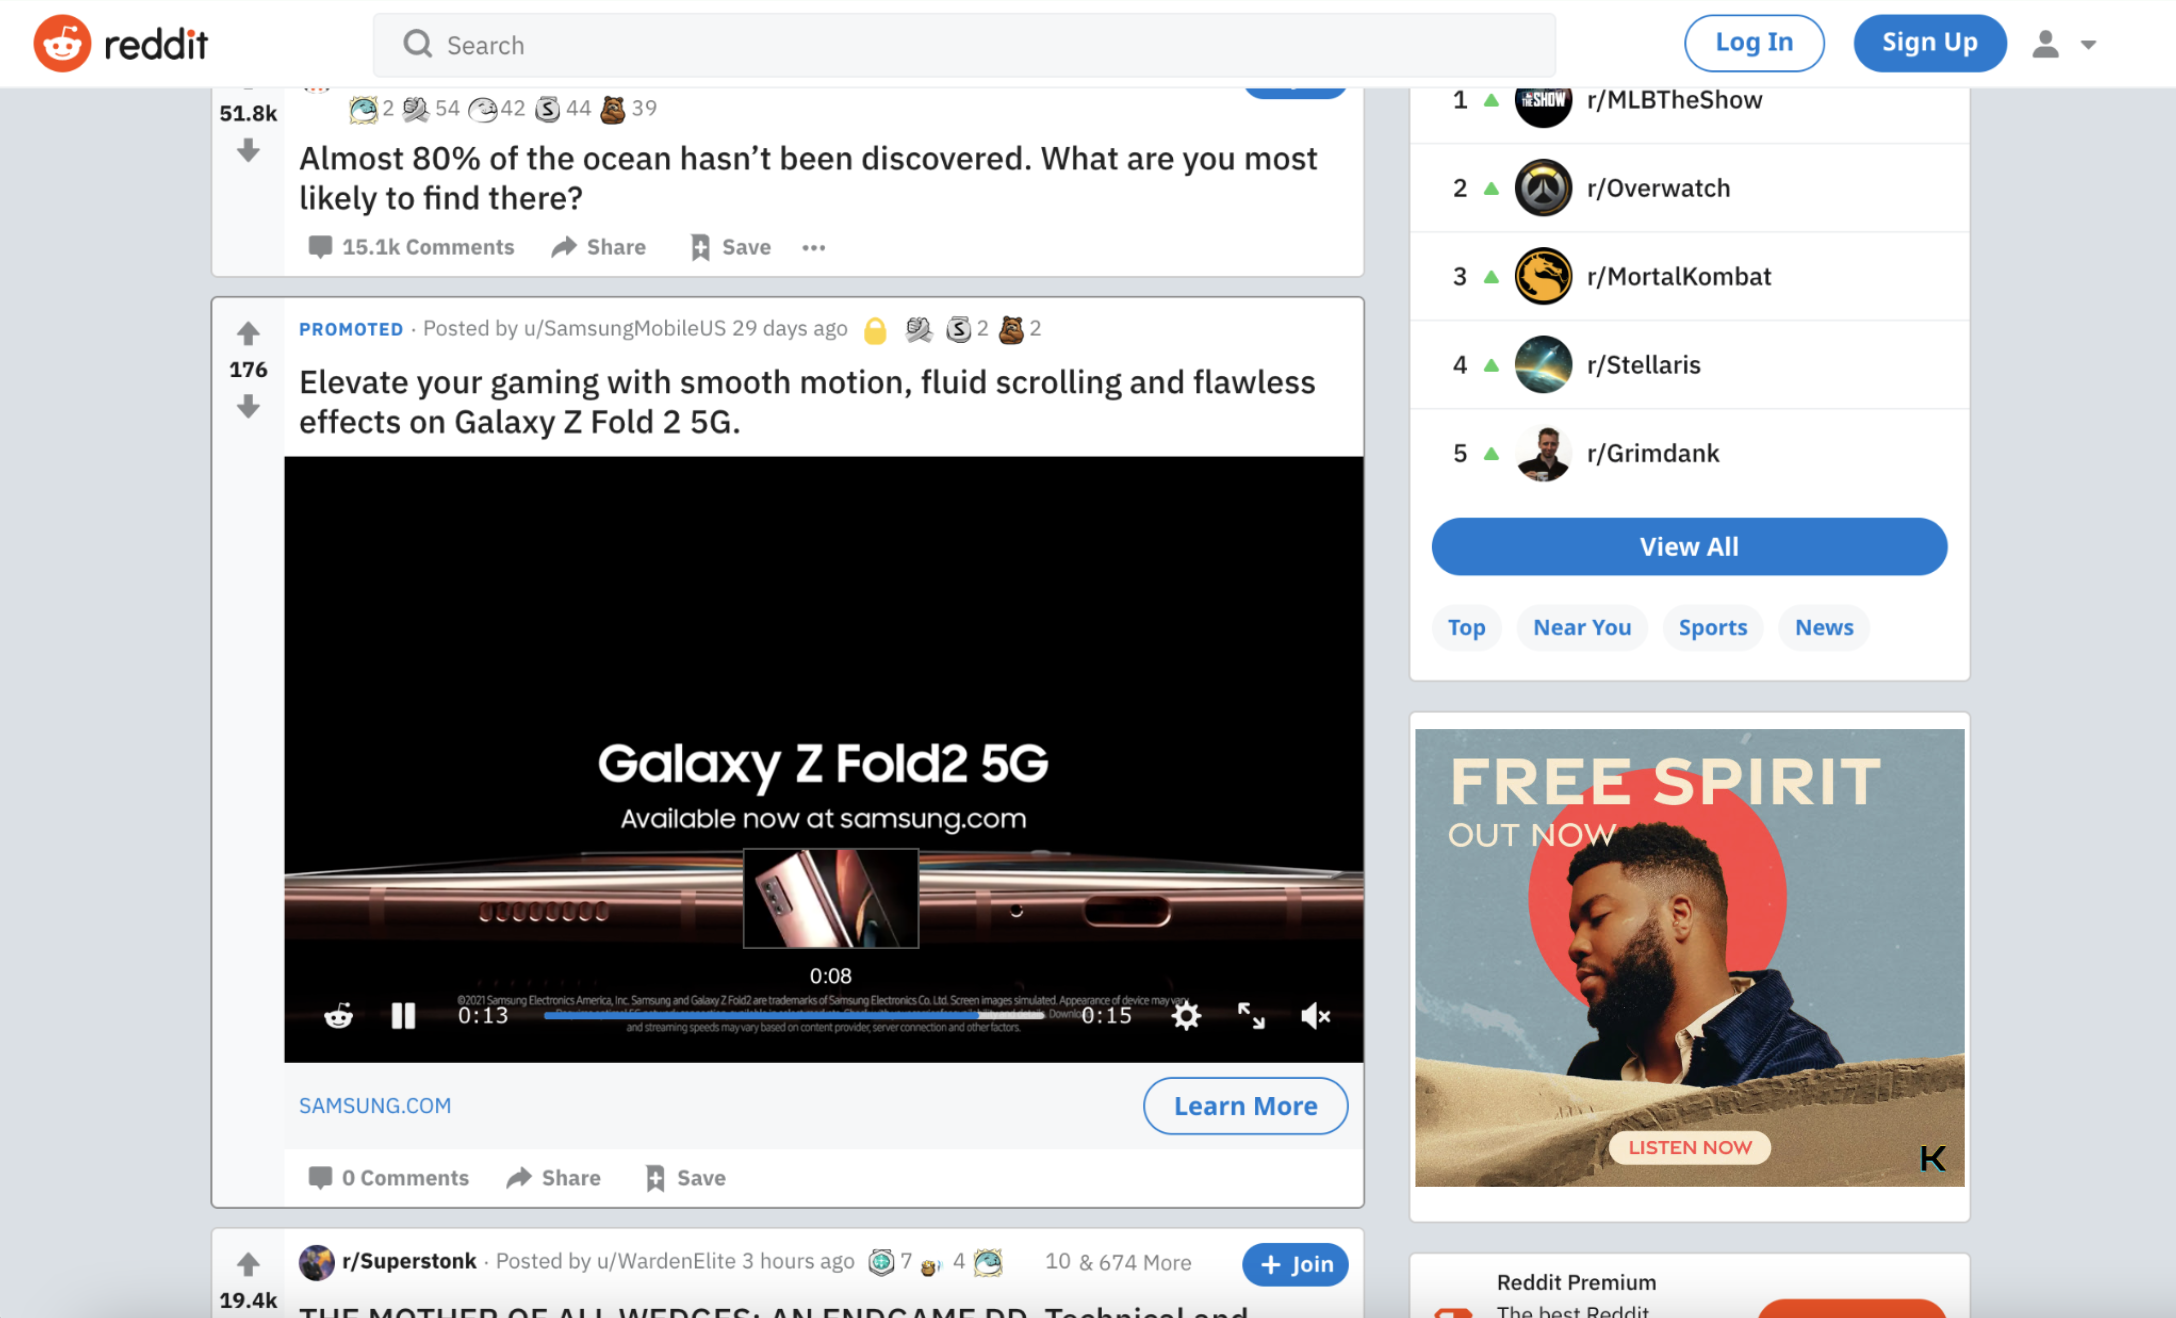 reddit
Search
Log In
Sign Up
51.8k
2 54 42 44 39
Almost 80% of the ocean hasn’t been discovered. What are you most
likely to find there?
15.1k Comments Share Save
PROMOTED · Posted by u/SamsungMobileUS 29 days ago 2 2
176
Elevate your gaming with smooth motion, fluid scrolling and flawless
effects on Galaxy Z Fold 2 5G.
Galaxy Z Fold2 5G
Available now at samsung.com
0:08
©2021 Samsung Electronics America, Inc. Samsung and Galaxy Z Fold2 are trademarks of Samsung Electronics Co. Ltd. Screen images simulated. Appearance of device may vary.
0:13
0:15
and streaming speeds may vary based on content provider, server connection and other factors.
SAMSUNG.COM
Learn More
0 Comments Share Save
r/Superstonk · Posted by u/WardenElite 3 hours ago 7 4 10 & 674 More
+ Join
19.4k
THE MOTHER OF ALL WEDGES: AN ENDGAME DD. Technical and
1 THE SHOW r/MLBTheShow
2 r/Overwatch
3 r/MortalKombat
4 r/Stellaris
5 r/Grimdank
View All
Top Near You Sports News
FREE SPIRIT
OUT NOW
LISTEN NOW
K
Reddit Premium
The best Reddit